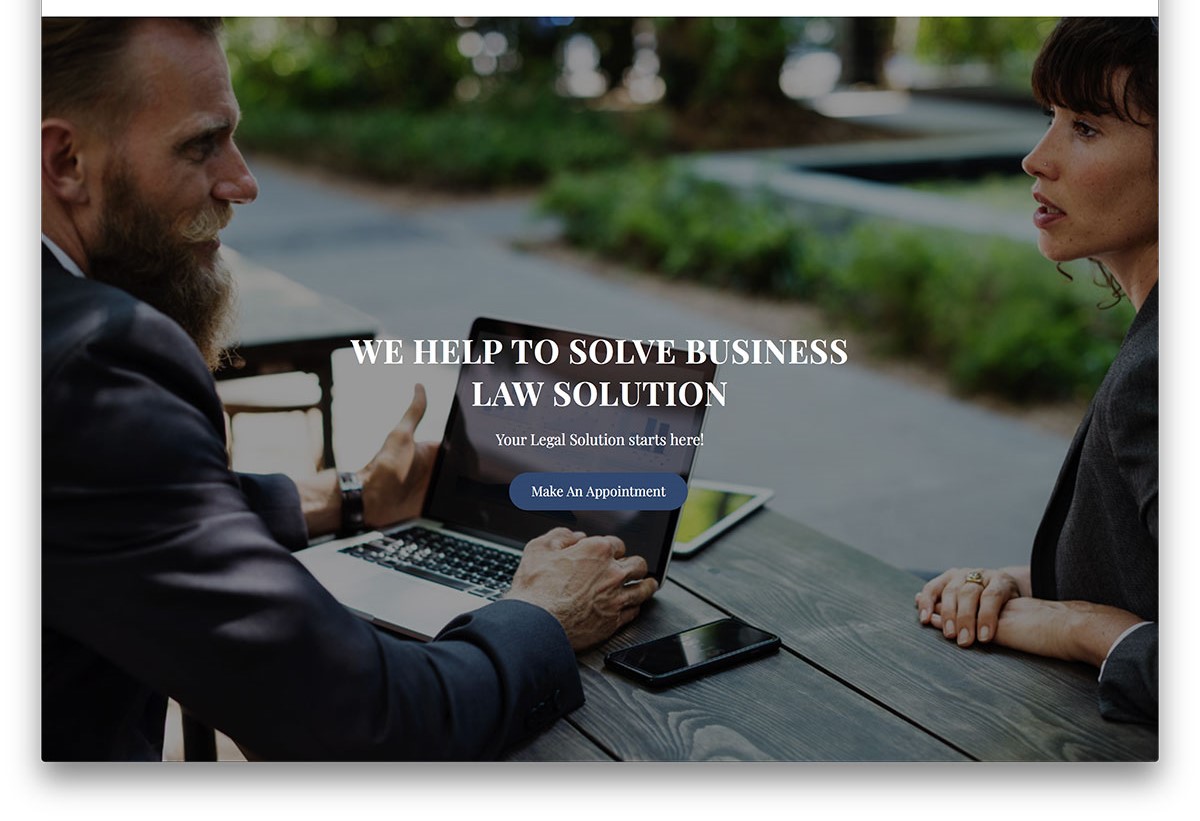 WE HELP TO SOLVE BUSINESS
LAW SOLUTION
Your Legal Solution starts here!
Make An Appointment